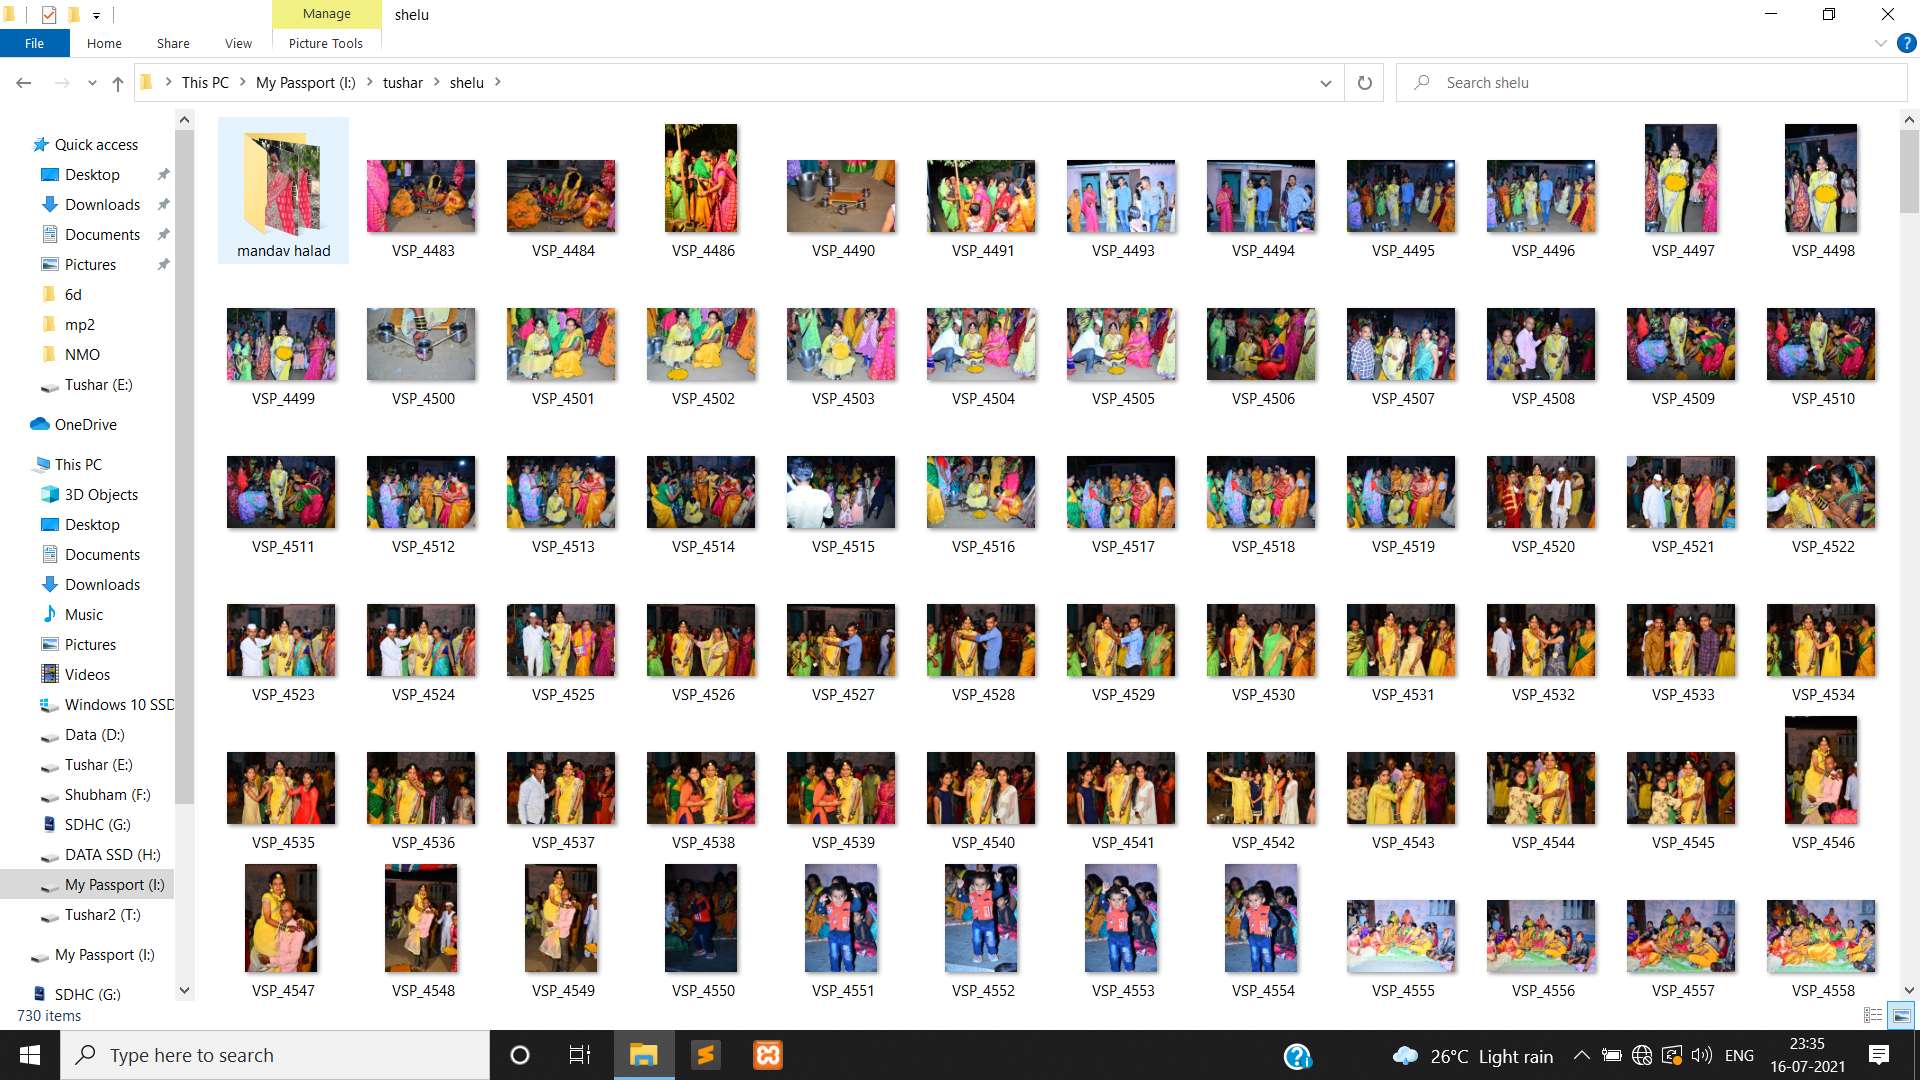 Manage
shelu
File
Home
Share
View
Picture Tools
This PC
My Passport (I:)
tushar
shelu
Search shelu
Quick access
Desktop
Downloads
Documents
Pictures
6d
mp2
NMO
Tushar (E:)
OneDrive
This PC
3D Objects
Desktop
Documents
Downloads
Music
Pictures
Videos
Windows 10 SSD
Data (D:)
Tushar (E:)
Shubham (F:)
SDHC (G:)
DATA SSD (H:)
My Passport (I:)
Tushar2 (T:)
My Passport (I:)
SDHC (G:)
mandav halad VSP_4483 VSP_4484 VSP_4486 VSP_4490 VSP_4491 VSP_4493 VSP_4494 VSP_4495 VSP_4496 VSP_4497 VSP_4498
VSP_4499 VSP_4500 VSP_4501 VSP_4502 VSP_4503 VSP_4504 VSP_4505 VSP_4506 VSP_4507 VSP_4508 VSP_4509 VSP_4510
VSP_4511 VSP_4512 VSP_4513 VSP_4514 VSP_4515 VSP_4516 VSP_4517 VSP_4518 VSP_4519 VSP_4520 VSP_4521 VSP_4522
VSP_4523 VSP_4524 VSP_4525 VSP_4526 VSP_4527 VSP_4528 VSP_4529 VSP_4530 VSP_4531 VSP_4532 VSP_4533 VSP_4534
VSP_4535 VSP_4536 VSP_4537 VSP_4538 VSP_4539 VSP_4540 VSP_4541 VSP_4542 VSP_4543 VSP_4544 VSP_4545 VSP_4546
VSP_4547 VSP_4548 VSP_4549 VSP_4550 VSP_4551 VSP_4552 VSP_4553 VSP_4554 VSP_4555 VSP_4556 VSP_4557 VSP_4558
730 items
Type here to search
26°C Light rain
ENG
23:35
16-07-2021